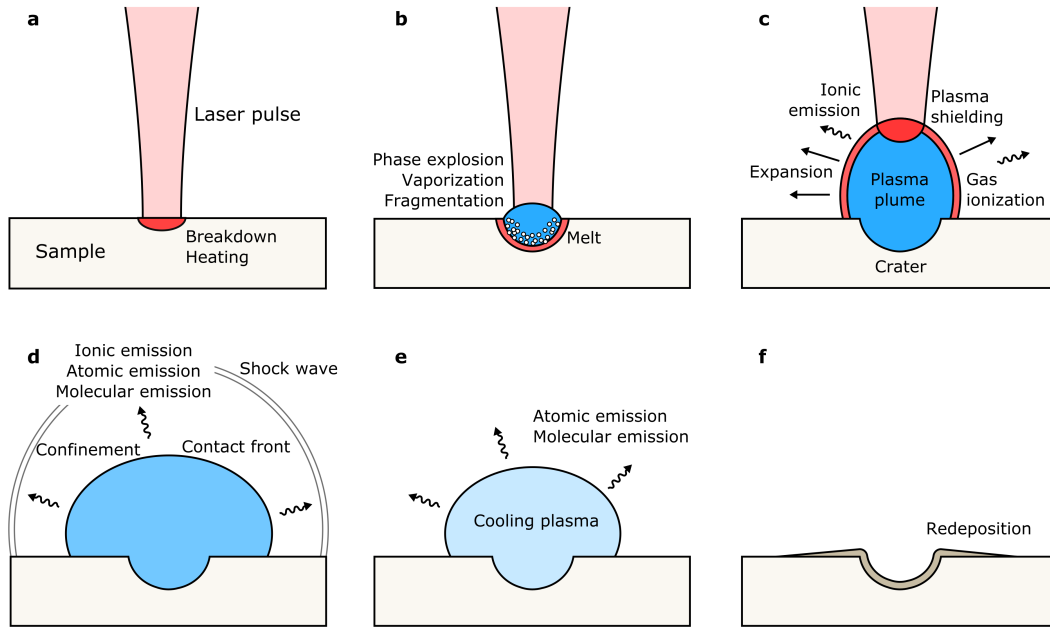 a
Laser pulse
Sample
Breakdown
Heating
b
Phase explosion
Vaporization
Fragmentation
Melt
c
Ionic
emission
Plasma
shielding
Expansion
Plasma
plume
Gas
ionization
Crater
d
Ionic emission
Atomic emission
Molecular emission
Shock wave
Confinement
Contact front
e
Atomic emission
Molecular emission
Cooling plasma
f
Redeposition